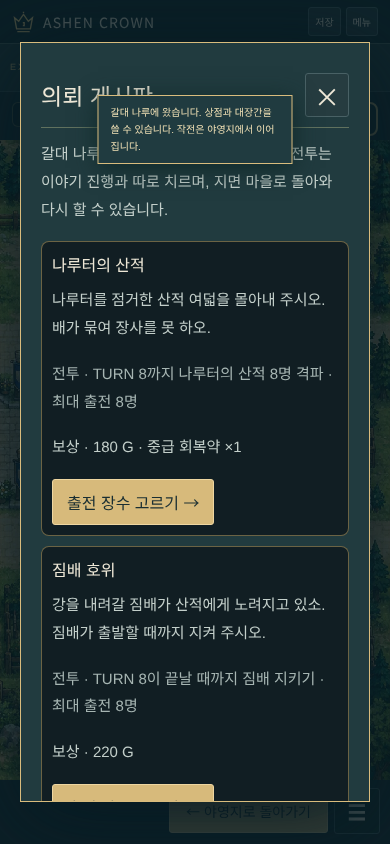 ASHEN CROWN
저장
메뉴
의뢰 게시판
갈대 나루에 왔습니다. 상점과 대장간을
쓸 수 있습니다. 작전은 야영지에서 이어
집니다.
갈대 나루
전투는
이야기 진행과 따로 치르며, 지면 마을로 돌아와
다시 할 수 있습니다.
나루터의 산적
나루터를 점거한 산적 여덟을 몰아내 주시오.
배가 묶여 장사를 못 하오.
전투 · TURN 8까지 나루터의 산적 8명 격파 ·
최대 출전 8명
보상 · 180 G · 중급 회복약 ×1
출전 장수 고르기 →
짐배 호위
강을 내려갈 짐배가 산적에게 노려지고 있소.
짐배가 출발할 때까지 지켜 주시오.
전투 · TURN 8이 끝날 때까지 짐배 지키기 ·
최대 출전 8명
보상 · 220 G
← 야영지로 돌아가기